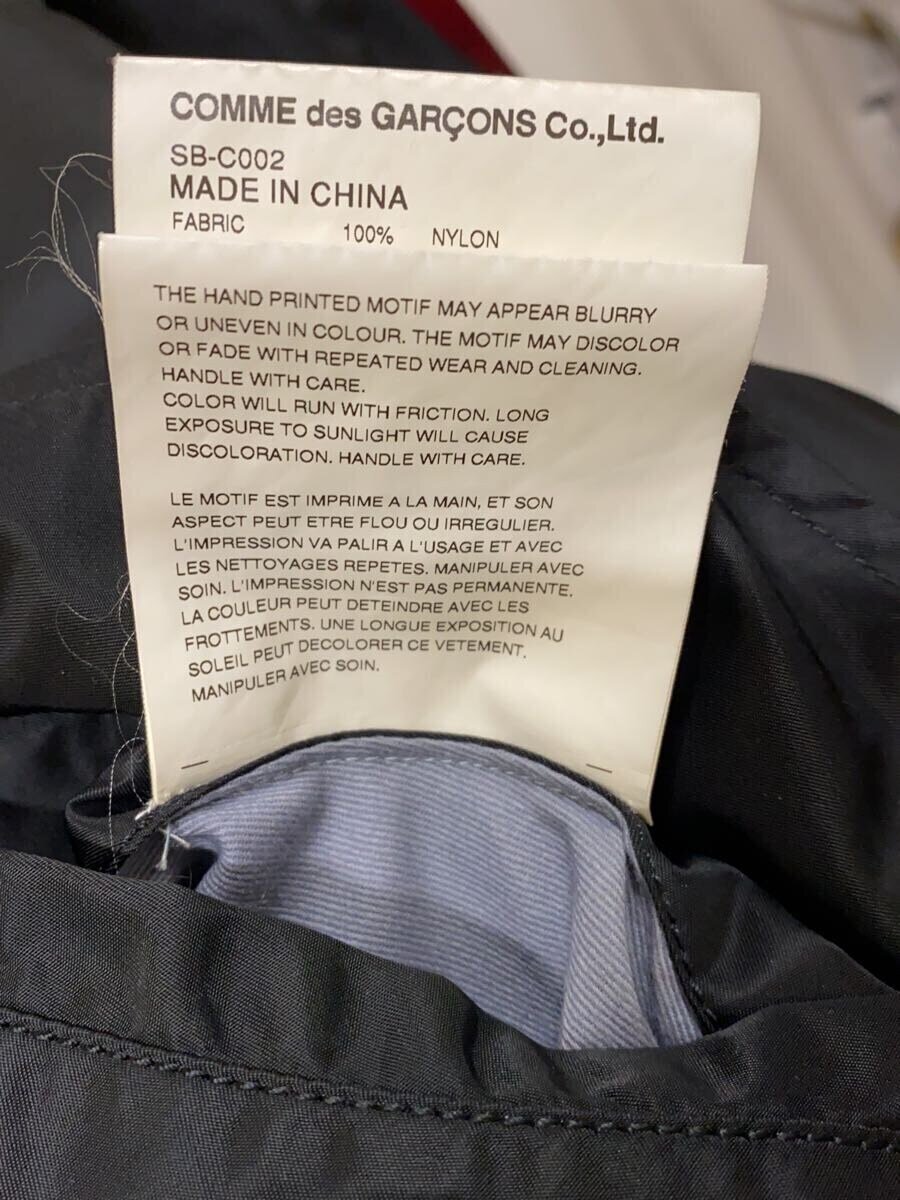 COMME des GARÇONS Co.,Ltd.
SB-C002
MADE IN CHINA
FABRIC 100% NYLON
THE HAND PRINTED MOTIF MAY APPEAR BLURRY
OR UNEVEN IN COLOUR. THE MOTIF MAY DISCOLOR
OR FADE WITH REPEATED WEAR AND CLEANING.
HANDLE WITH CARE.
COLOR WILL RUN WITH FRICTION. LONG
EXPOSURE TO SUNLIGHT WILL CAUSE
DISCOLORATION. HANDLE WITH CARE.
LE MOTIF EST IMPRIME A LA MAIN, ET SON
ASPECT PEUT ETRE FLOU OU IRREGULIER.
L'IMPRESSION VA PALIR A L'USAGE ET AVEC
LES NETTOYAGES REPETES. MANIPULER AVEC
SOIN. L'IMPRESSION N'EST PAS PERMANENTE.
LA COULEUR PEUT DETEINDRE AVEC LES
FROTTEMENTS. UNE LONGUE EXPOSITION AU
SOLEIL PEUT DECOLORER CE VETEMENT.
MANIPULER AVEC SOIN.